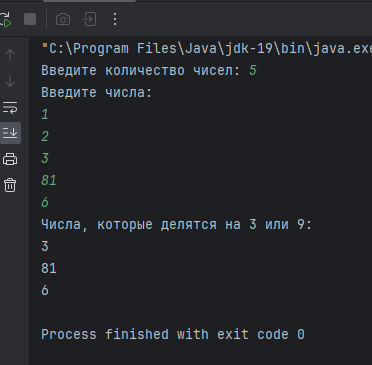 "C:\Program Files\Java\jdk-19\bin\java.exe
Введите количество чисел: 5
Введите числа:
1
2
3
81
6
Числа, которые делятся на 3 или 9:
3
81
6
Process finished with exit code 0